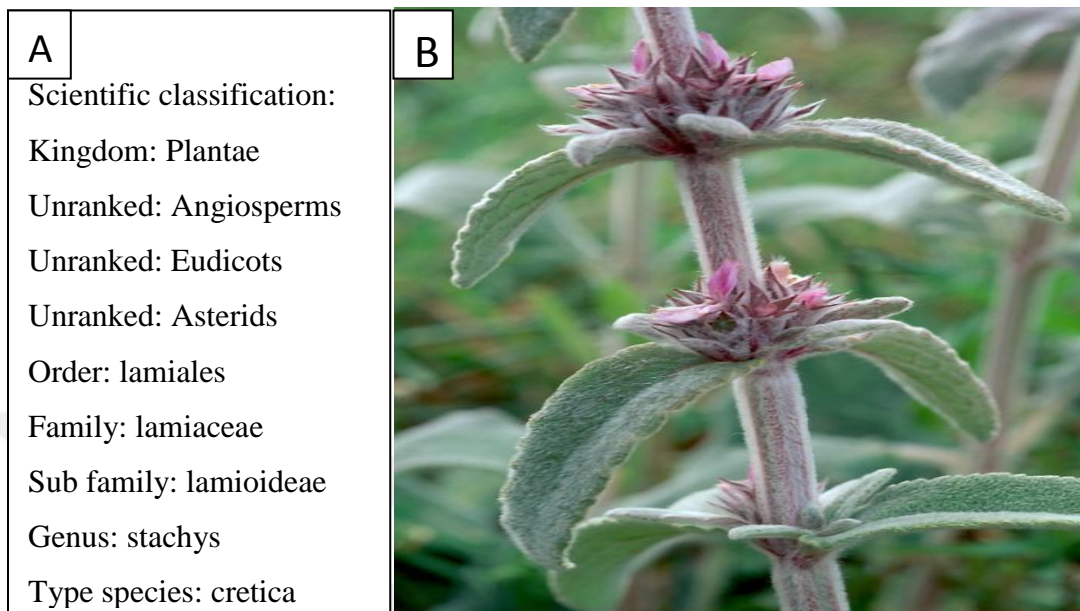 A
Scientific classification:
Kingdom: Plantae
Unranked: Angiosperms
Unranked: Eudicots
Unranked: Asterids
Order: lamiales
Family: lamiaceae
Sub family: lamioideae
Genus: stachys
Type species: cretica
B